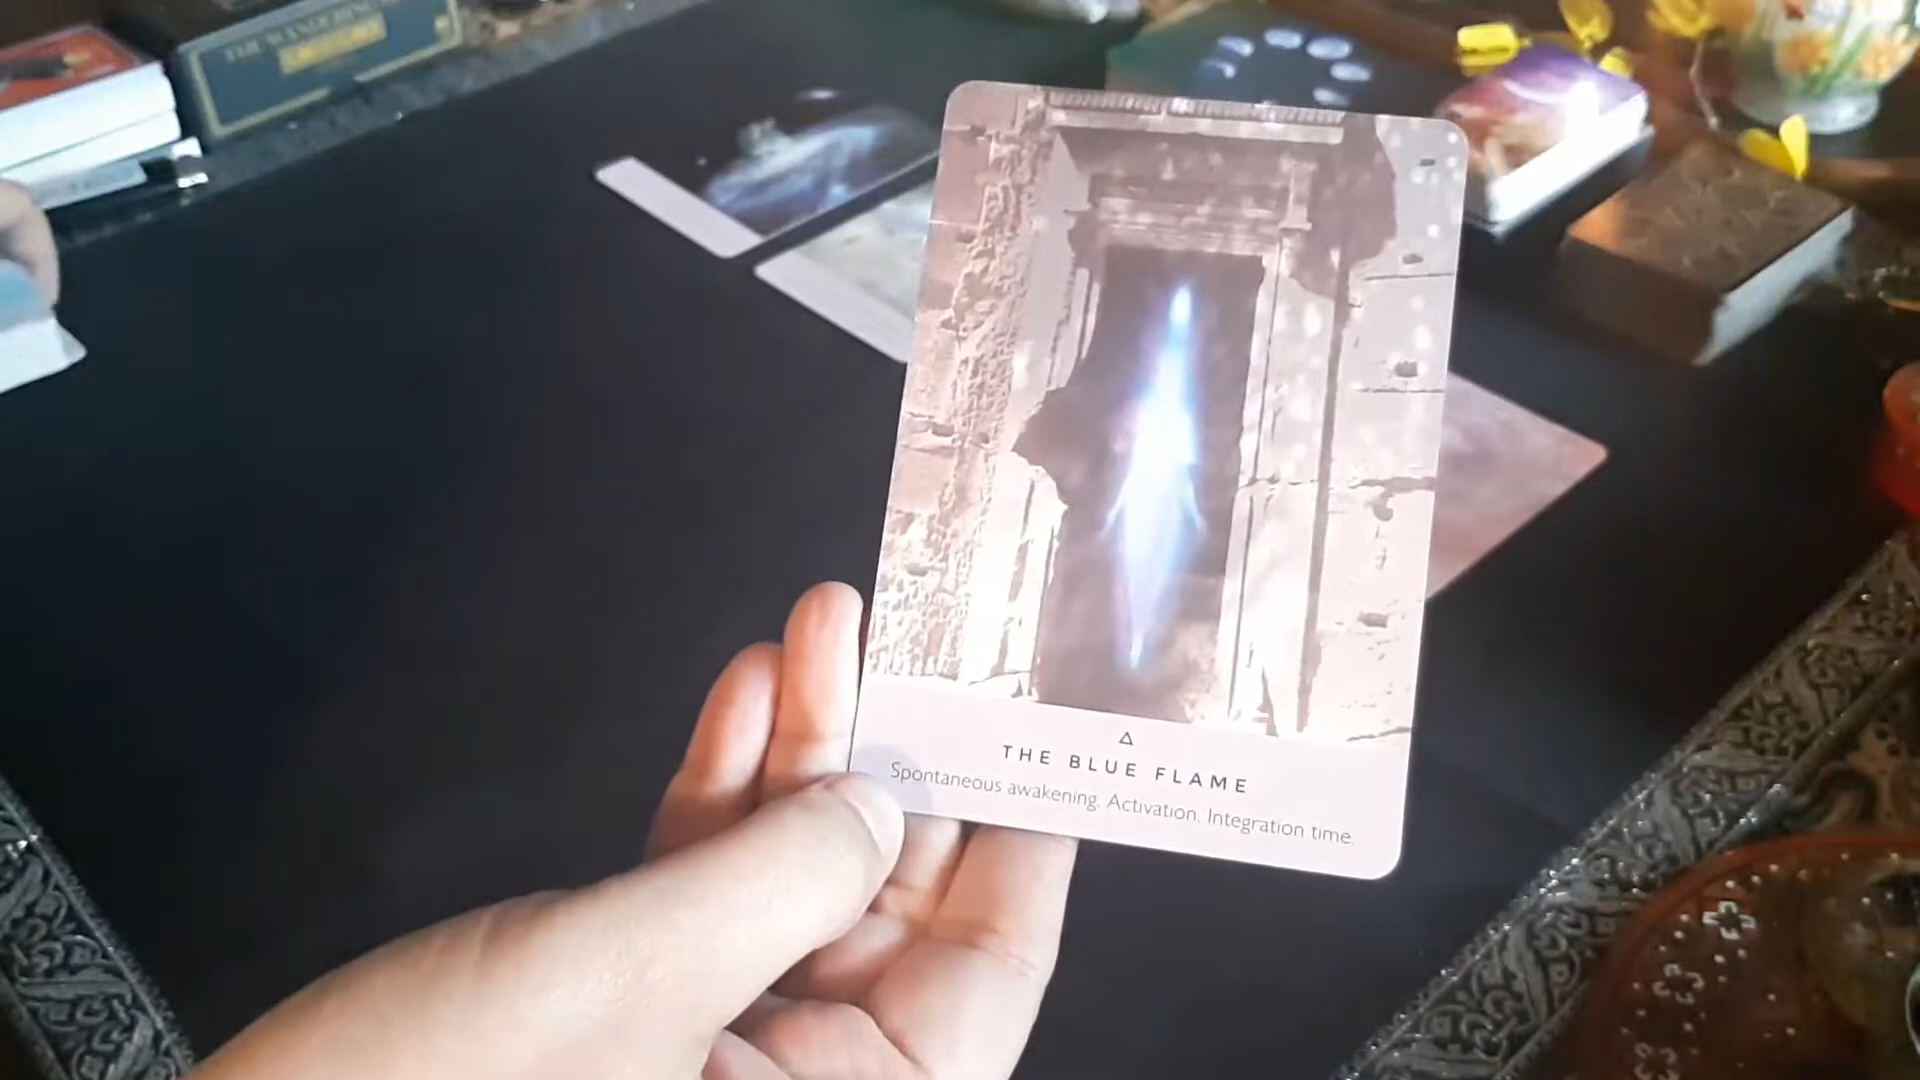 THE BLUE FLAME
Spontaneous awakening. Activation. Integration time.